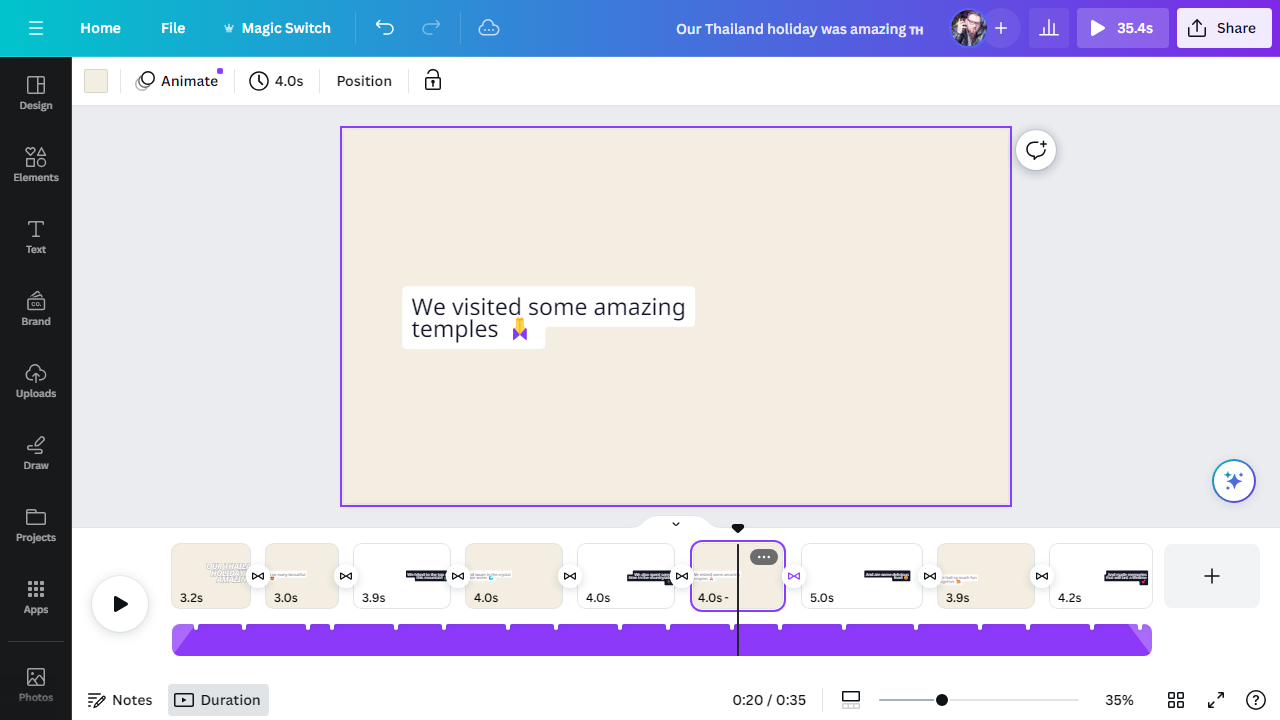 Home
File
Magic Switch
Our Thailand holiday was amazing ᴛʜ
35.4s
Share
Design
Elements
Text
Brand
CO.
Uploads
Draw
Projects
Apps
Photos
Animate
4.0s
Position
We visited some amazing
temples
3.2s
3.0s
3.9s
4.0s
4.0s
4.0s -
5.0s
3.9s
4.2s
Notes
Duration
0:20 / 0:35
35%